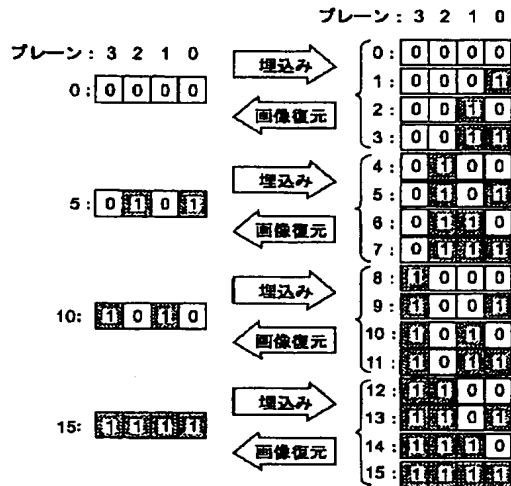 プレーン : 3 2 1 0
プレーン : 3 2 1 0
0 : 0 0 0 0
埋込み
画像復元
0 : 0 0 0 0
1 : 0 0 0 1
2 : 0 0 1 0
3 : 0 0 1 1
5 : 0 1 0 1
埋込み
画像復元
4 : 0 1 0 0
5 : 0 1 0 1
6 : 0 1 1 0
7 : 0 1 1 1
10: 1 0 1 0
埋込み
画像復元
8 : 1 0 0 0
9 : 1 0 0 1
10 : 1 0 1 0
11 : 1 0 1 1
15: 1 1 1 1
埋込み
画像復元
12 : 1 1 0 0
13 : 1 1 0 1
14 : 1 1 1 0
15 : 1 1 1 1